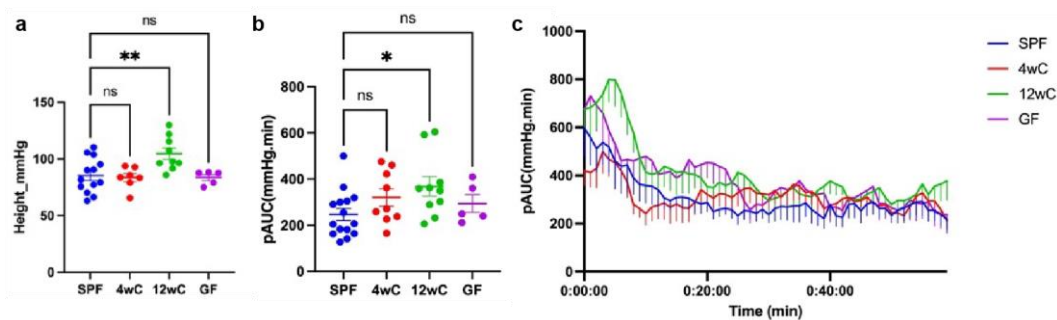 a
ns
**
ns
Height_mmHg
150
100
50
0
SPF 4wC 12wC GF
b
ns
*
ns
pAUC(mmHg.min)
800
600
400
200
0
SPF 4wC 12wC GF
c
pAUC(mmHg.min)
1000
800
600
400
200
0
0:00:00 0:20:00 0:40:00
Time (min)
SPF
4wC
12wC
GF